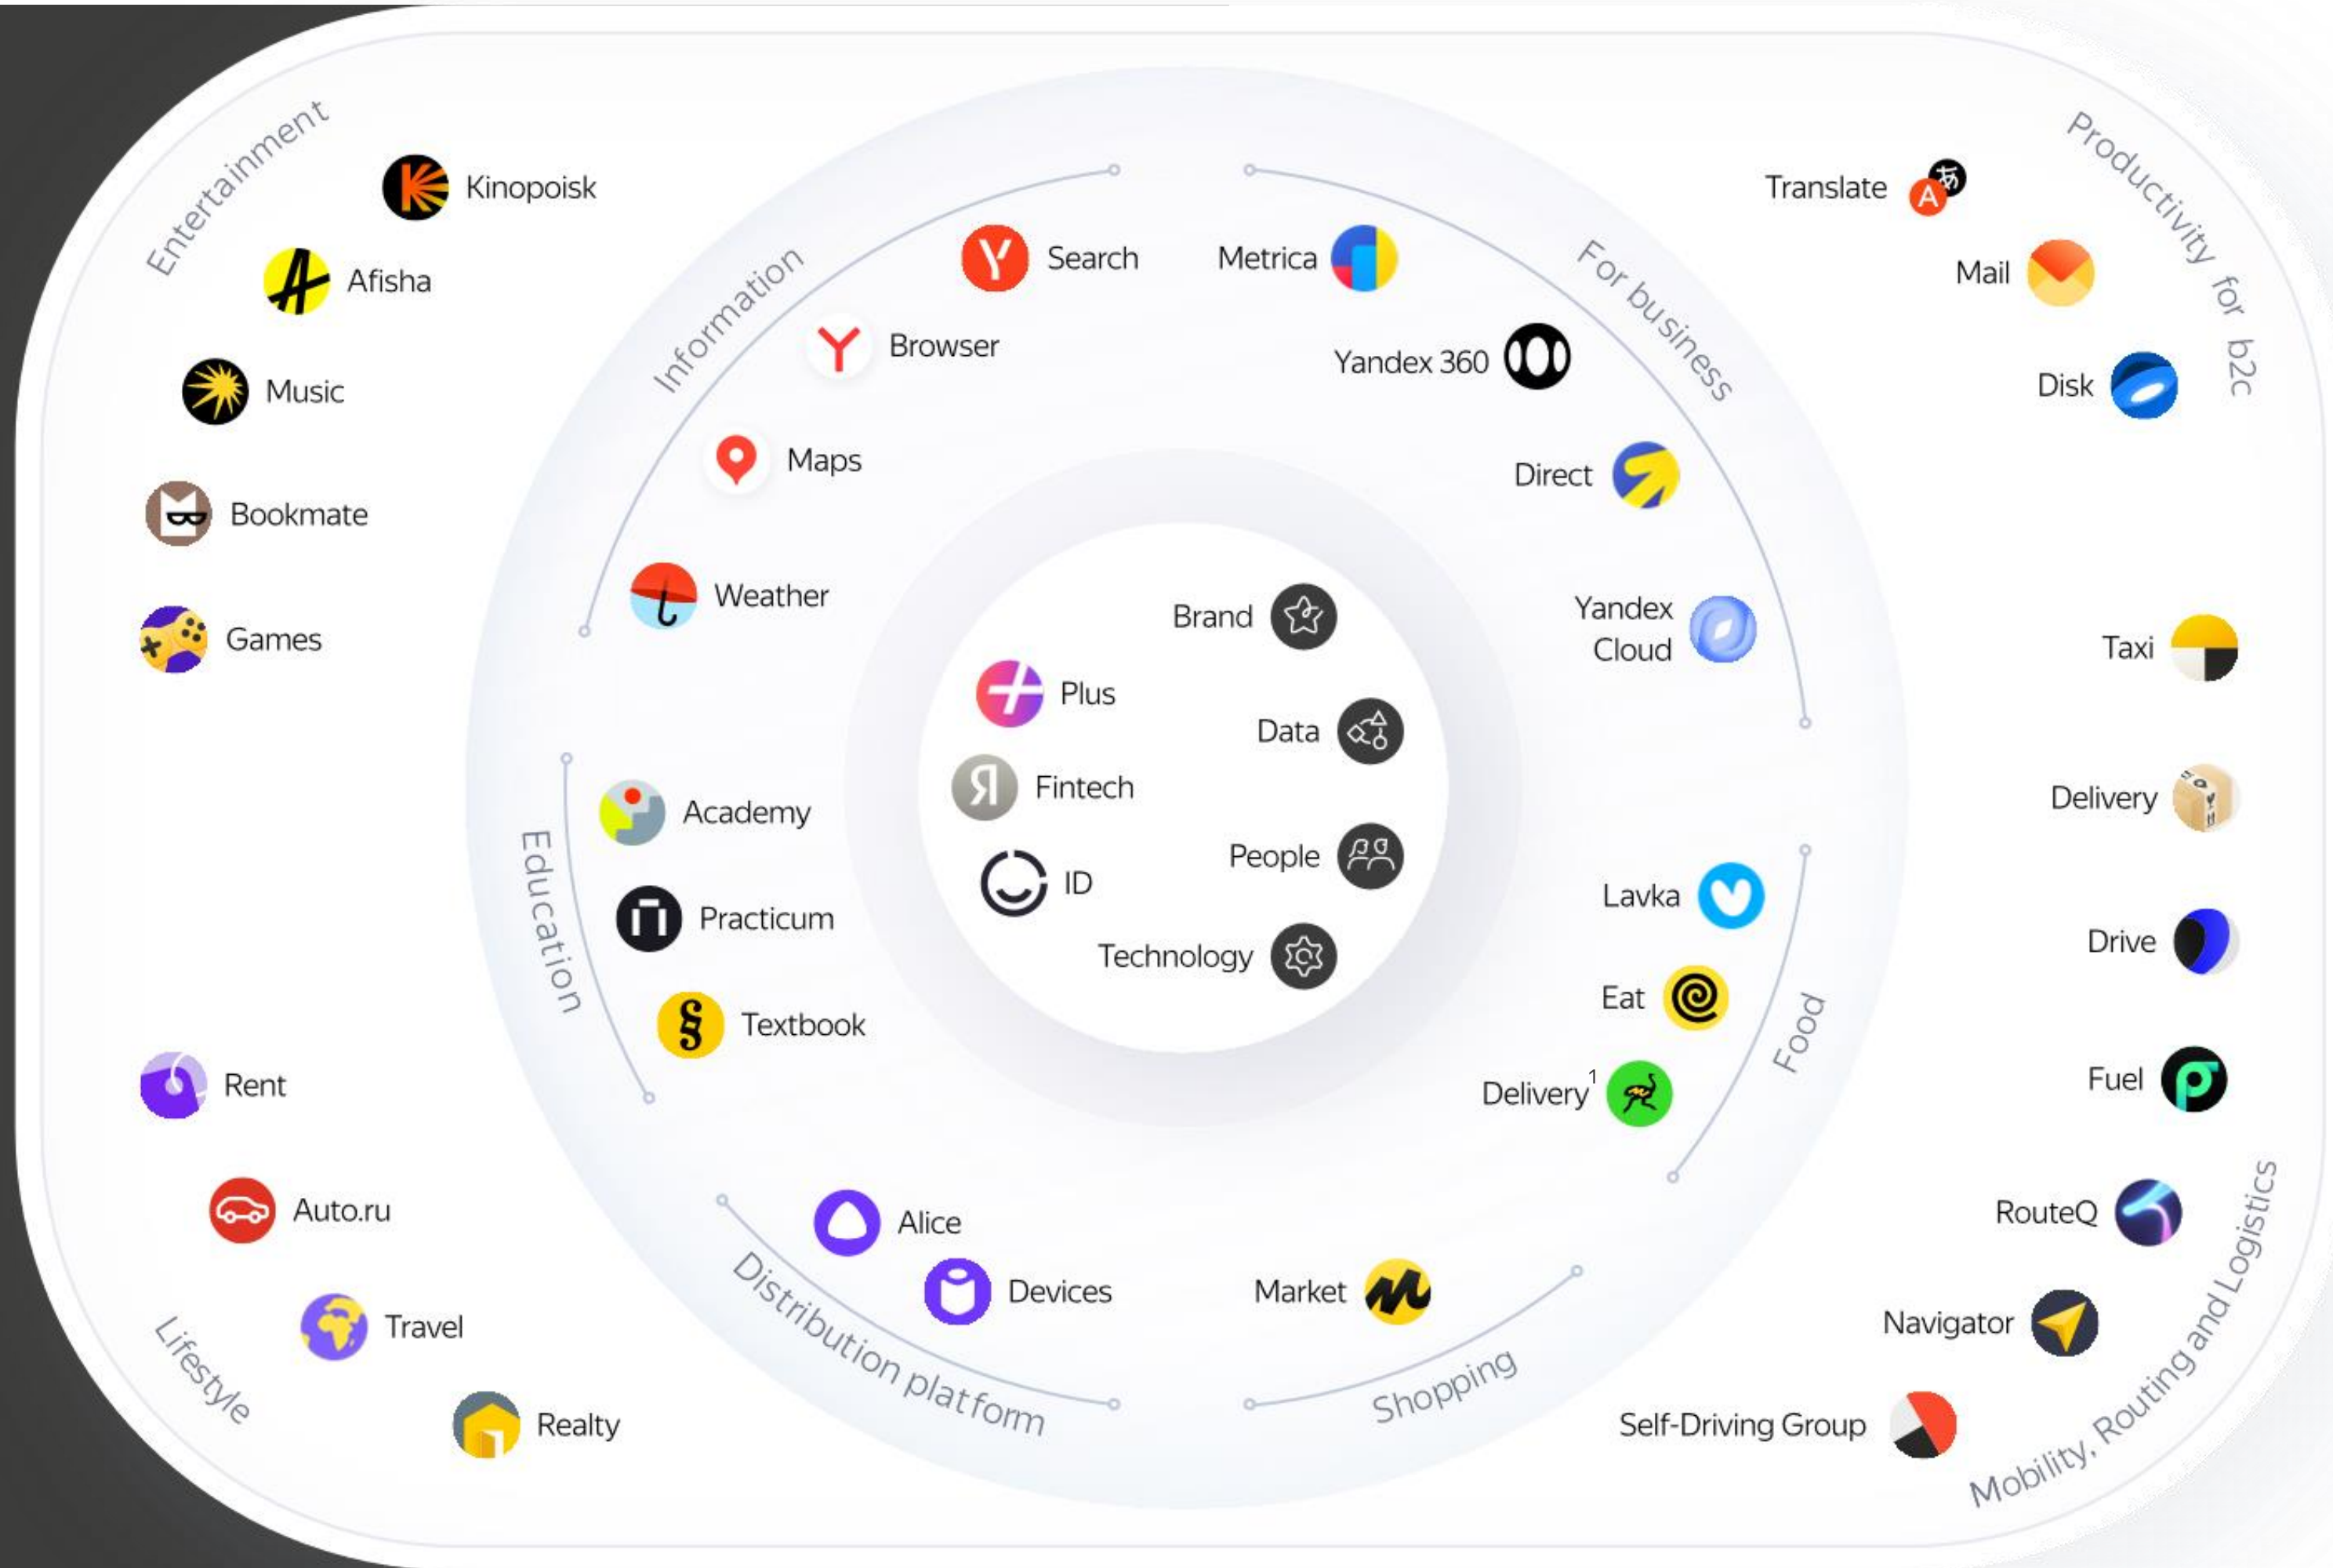 Entertainment
Kinopoisk
Afisha
Music
Bookmate
Games
Information
Search
Browser
Maps
Weather
For business
Metrica
Yandex 360
Direct
Yandex
Cloud
Productivity for b2c
Translate
Mail
Disk
Brand
Plus
Data
Fintech
People
ID
Technology
Education
Academy
Practicum
Textbook
Food
Lavka
Eat
Delivery¹
Taxi
Delivery
Drive
Fuel
RouteQ
Navigator
Self-Driving Group
Mobility, Routing and Logistics
Lifestyle
Rent
Auto.ru
Travel
Realty
Distribution platform
Alice
Devices
Shopping
Market